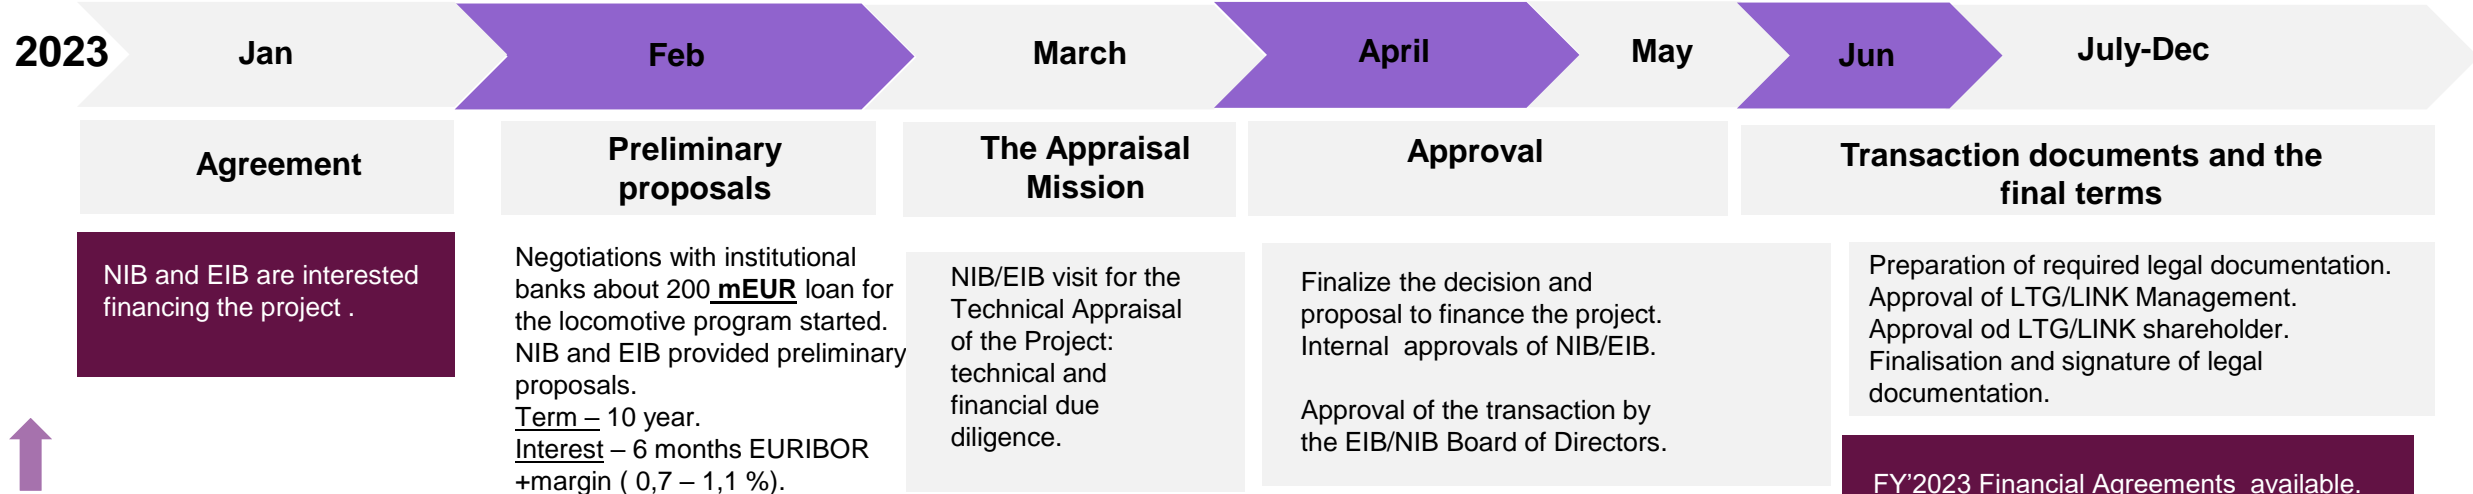 2023
Jan
Feb
March
April
May
Jun
July-Dec
Agreement
Preliminary
proposals
The Appraisal
Mission
Approval
Transaction documents and the
final terms
NIB and EIB are interested
financing the project .
Negotiations with institutional
banks about 200 mEUR loan for
the locomotive program started.
NIB and EIB provided preliminary
proposals.
Term – 10 year.
Interest – 6 months EURIBOR
+margin ( 0,7 – 1,1 %).
NIB/EIB visit for the
Technical Appraisal
of the Project:
technical and
financial due
diligence.
Finalize the decision and
proposal to finance the project.
Internal approvals of NIB/EIB.
Approval of the transaction by
the EIB/NIB Board of Directors.
Preparation of required legal documentation.
Approval of LTG/LINK Management.
Approval od LTG/LINK shareholder.
Finalisation and signature of legal
documentation.
FY'2023 Financial Agreements available.